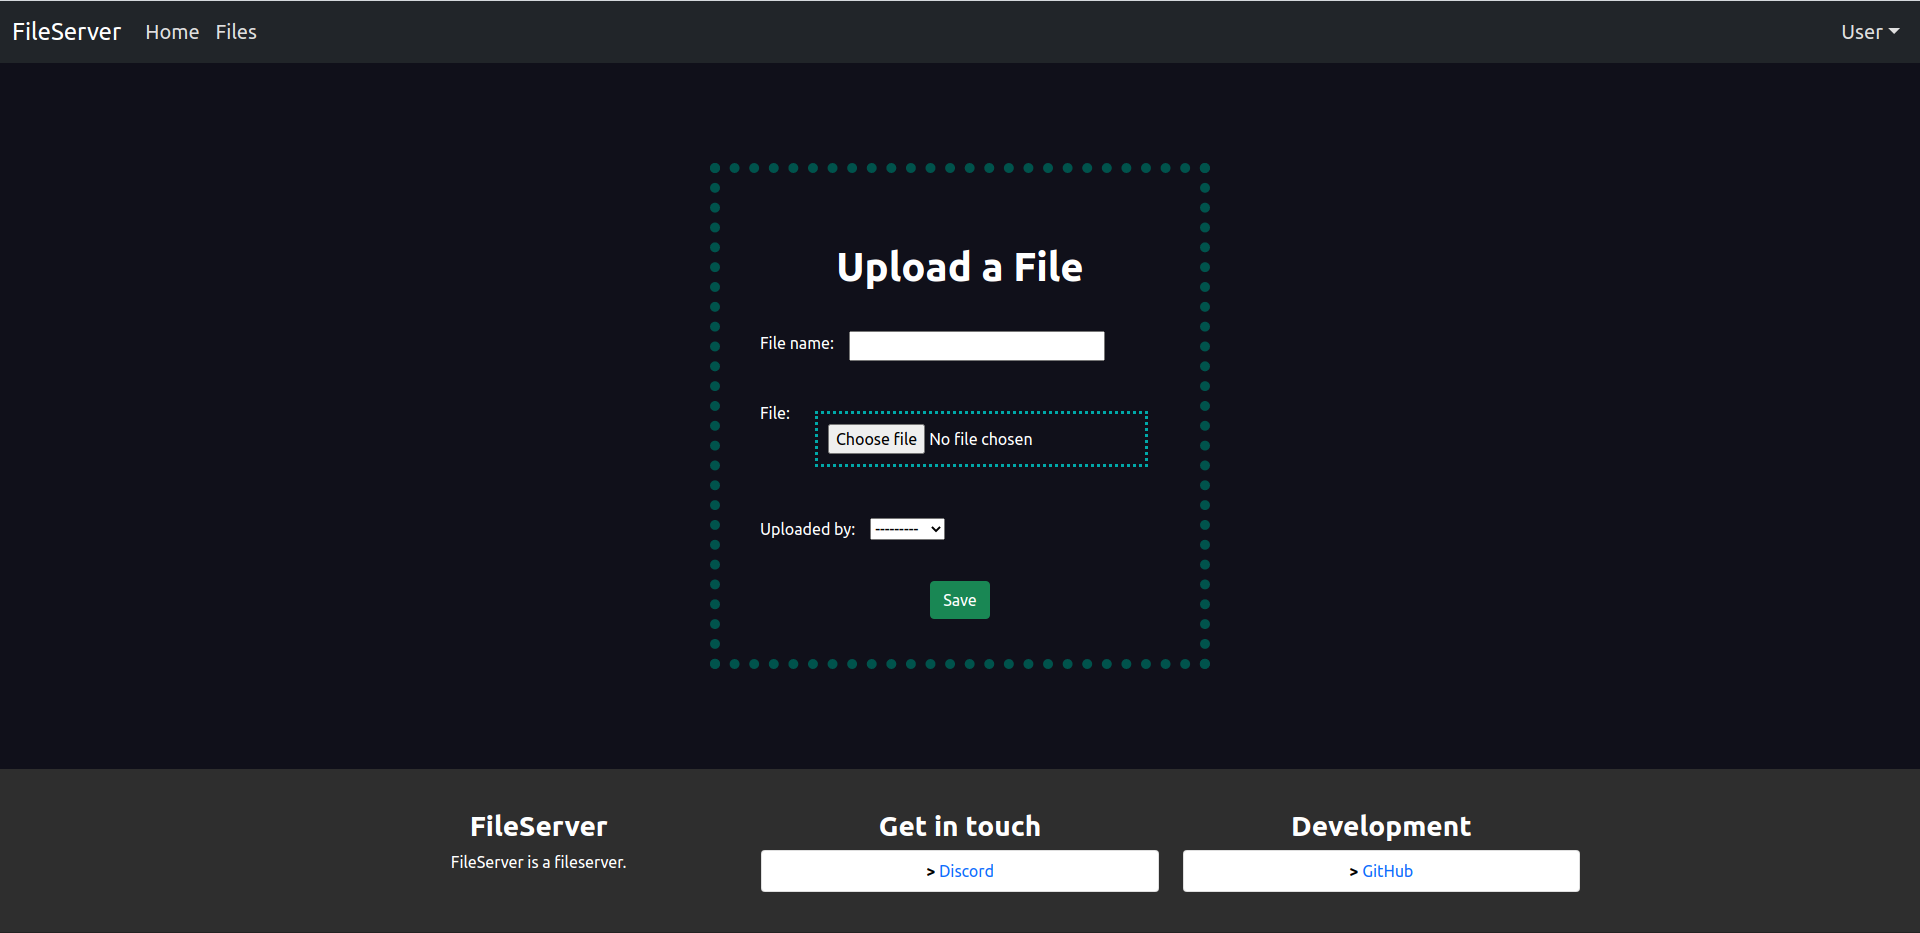 FileServer Home Files User
Upload a File
File name:
File:
Choose file No file chosen
Uploaded by: ---------
Save
FileServer
FileServer is a fileserver.
Get in touch
> Discord
Development
> GitHub